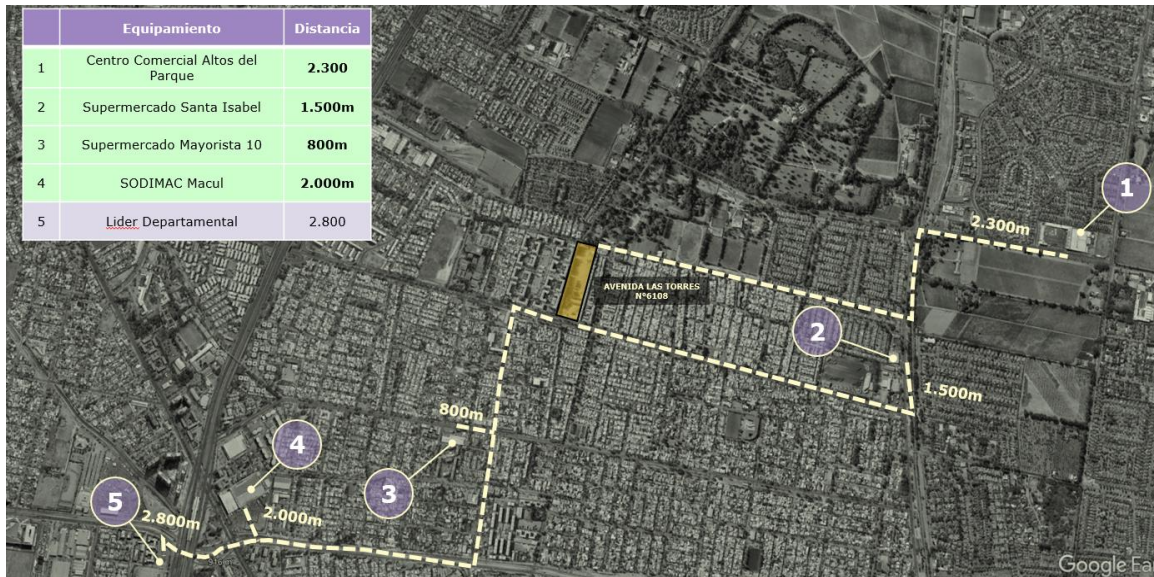 Equipamiento Distancia
1 Centro Comercial Altos del Parque 2.300
2 Supermercado Santa Isabel 1.500m
3 Supermercado Mayorista 10 800m
4 SODIMAC Macul 2.000m
5 Lider Departamental 2.800
1
2.300m
AVENIDA LAS TORRES
N°6108
2
1.500m
800m
4
3
5
2.800m
2.000m
Google Ea